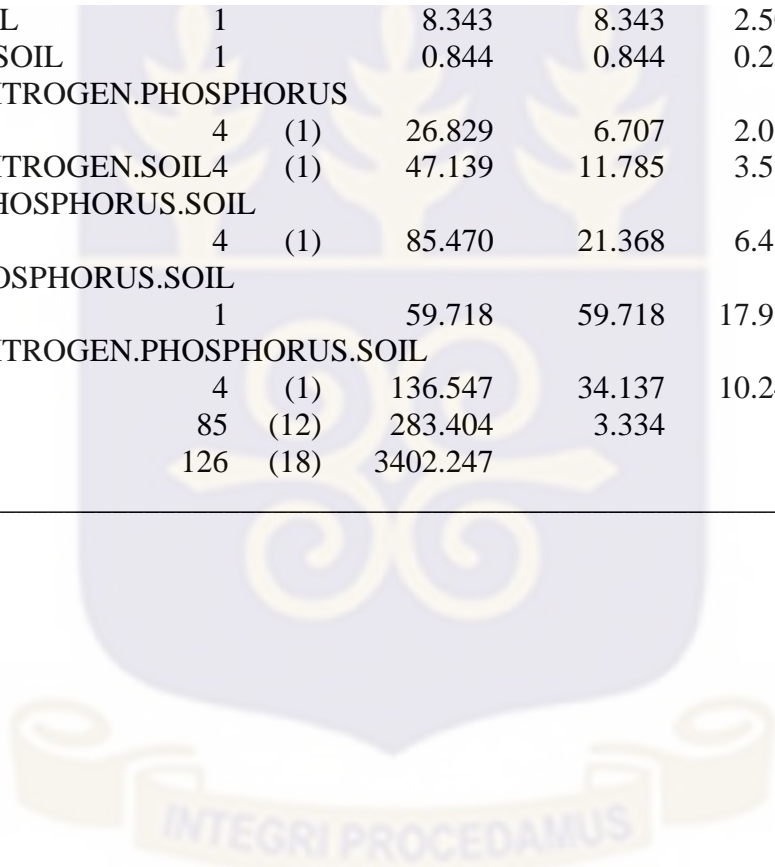 L 1 8.343 8.343 2.5
SOIL 1 0.844 0.844 0.2
ITROGEN.PHOSPHORUS
4 (1) 26.829 6.707 2.0
ITROGEN.SOIL4 (1) 47.139 11.785 3.5
HOSPHORUS.SOIL
4 (1) 85.470 21.368 6.4
OSPHORUS.SOIL
1 59.718 59.718 17.9
ITROGEN.PHOSPHORUS.SOIL
4 (1) 136.547 34.137 10.2
85 (12) 283.404 3.334
126 (18) 3402.247
INTEGRI PROCEDAMUS